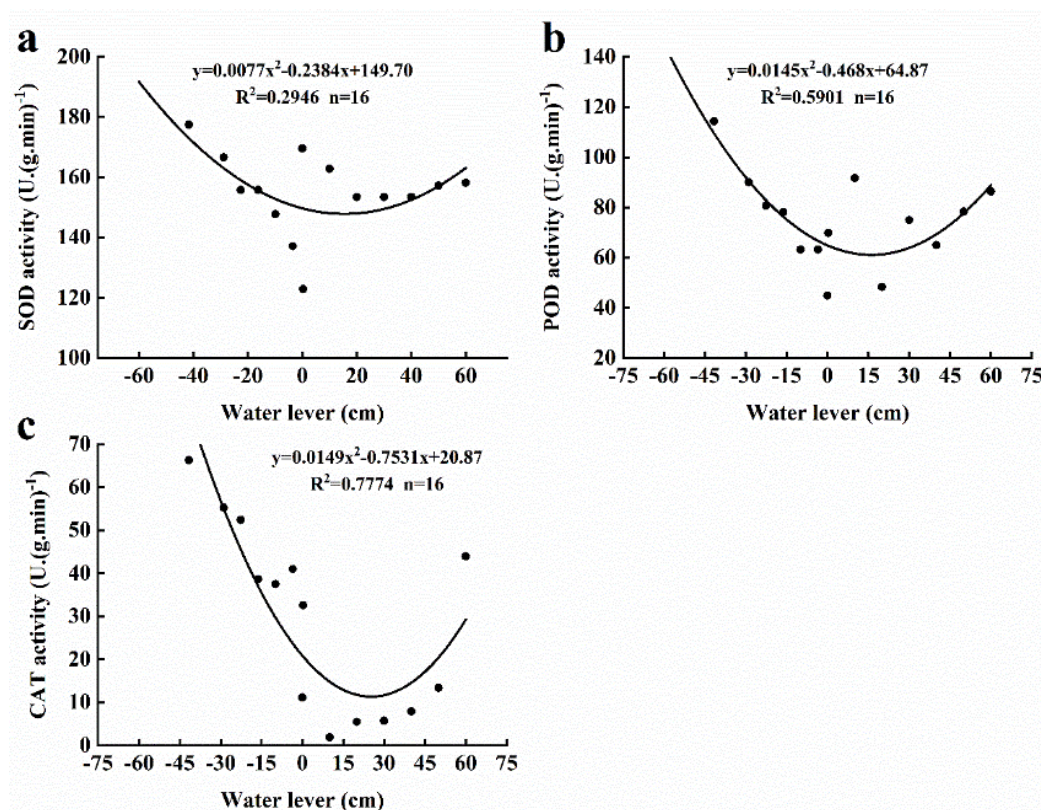 a
y=0.0077x²-0.2384x+149.70
R²=0.2946 n=16
SOD activity (U.(g.min)⁻¹)
200
180
160
140
120
100
-60 -40 -20 0 20 40 60
Water lever (cm)
b
y=0.0145x²-0.468x+64.87
R²=0.5901 n=16
POD activity (U.(g.min)⁻¹)
140
120
100
80
60
40
20
-75 -60 -45 -30 -15 0 15 30 45 60 75
Water lever (cm)
c
y=0.0149x²-0.7531x+20.87
R²=0.7774 n=16
CAT activity (U.(g.min)⁻¹)
70
60
50
40
30
20
10
0
-75 -60 -45 -30 -15 0 15 30 45 60 75
Water lever (cm)